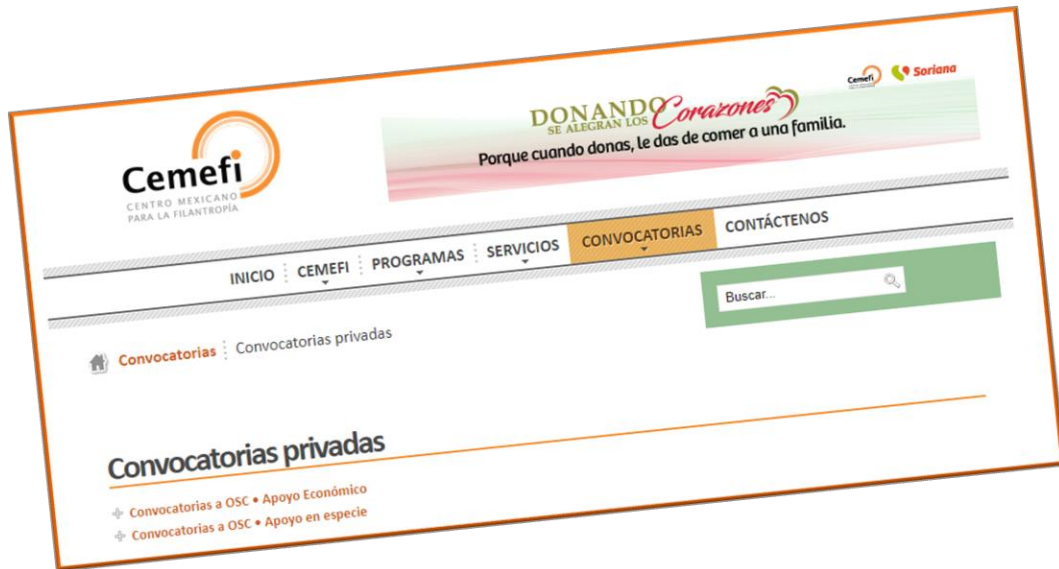 Cemefi
CENTRO MEXICANO
PARA LA FILANTROPÍA
DONANDO
SE ALEGRAN LOS Corazones
Porque cuando donas, le das de comer a una familia.
Cemefi
Soriana
INICIO CEMEFI PROGRAMAS SERVICIOS CONVOCATORIAS CONTÁCTENOS
Buscar...
Convocatorias Convocatorias privadas
Convocatorias privadas
Convocatorias a OSC • Apoyo Económico
Convocatorias a OSC • Apoyo en especie